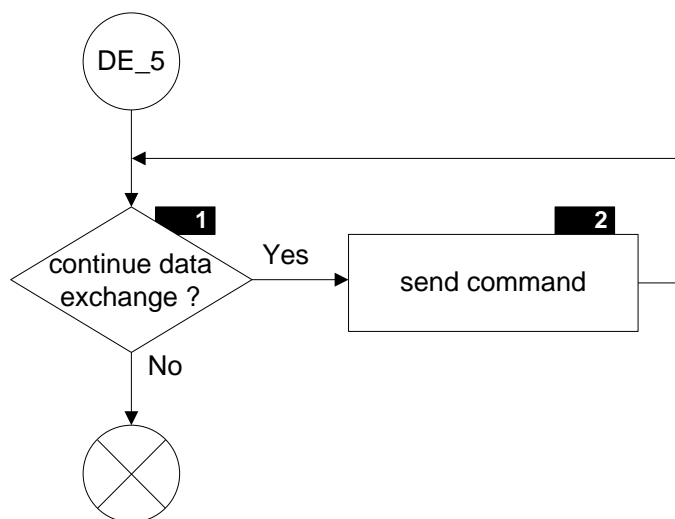 DE_5
1
continue data
exchange ?
Yes
2
send command
No